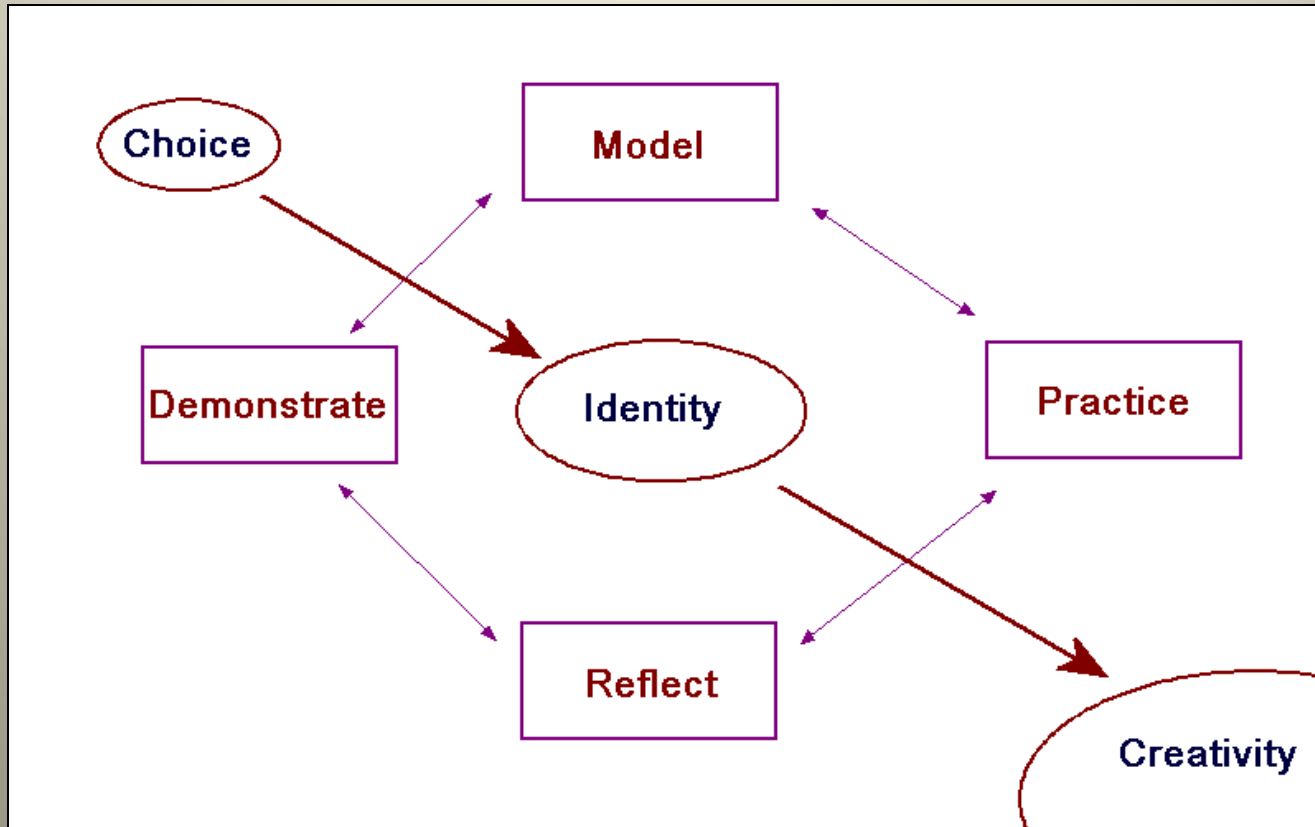 Choice
Model
Demonstrate
Identity
Practice
Reflect
Creativity